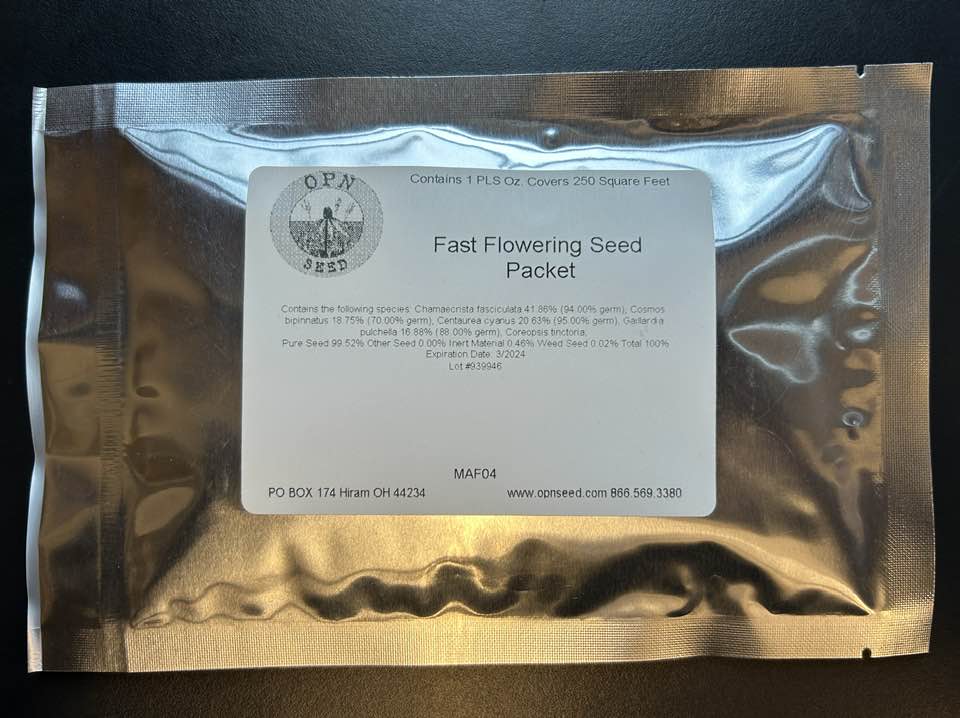 OPN
SEED
Contains 1 PLS Oz. Covers 250 Square Feet
Fast Flowering Seed
Packet
Contains the following species: Chamaecrista fasciculata 41.86% (94.00% germ), Cosmos
bipinnatus 18.75% (70.00% germ), Centaurea cyanus 20.63% (95.00% germ), Gaillardia
pulchella 16.88% (88.00% germ), Coreopsis tinctoria,
Pure Seed 99.52% Other Seed 0.00% Inert Material 0.46% Weed Seed 0.02% Total 100%
Expiration Date: 3/2024
Lot #939946
MAF04
PO BOX 174 Hiram OH 44234
www.opnseed.com 866.569.3380